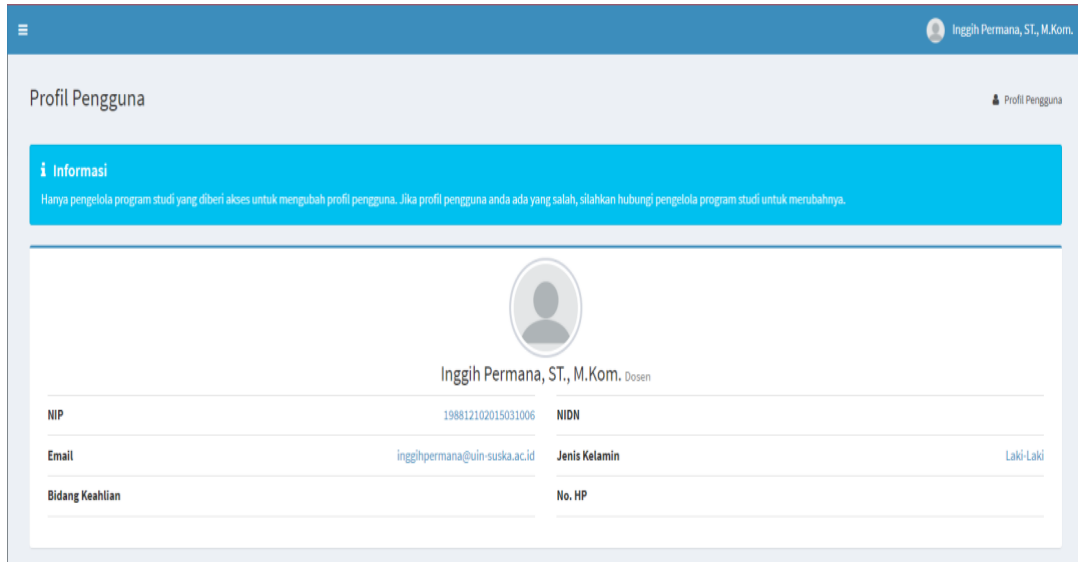 Inggih Permana, ST., M.Kom.
Profil Pengguna
Profil Pengguna
Informasi
Hanya pengelola program studi yang diberi akses untuk mengubah profil pengguna. Jika profil pengguna anda ada yang salah, silahkan hubungi pengelola program studi untuk merubahnya.
Inggih Permana, ST., M.Kom. Dosen
NIP 198812102015031006 NIDN
Email inggihpermana@uin-suska.ac.id Jenis Kelamin Laki-Laki
Bidang Keahlian No. HP